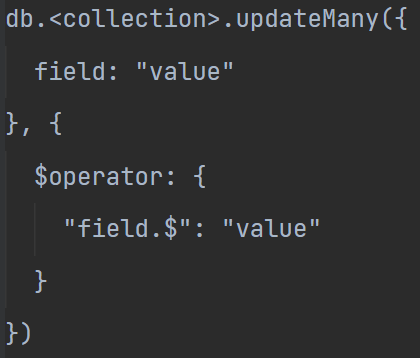 db.<collection>.updateMany({
  field: "value"
}, {
  $operator: {
    "field.$": "value"
  }
})